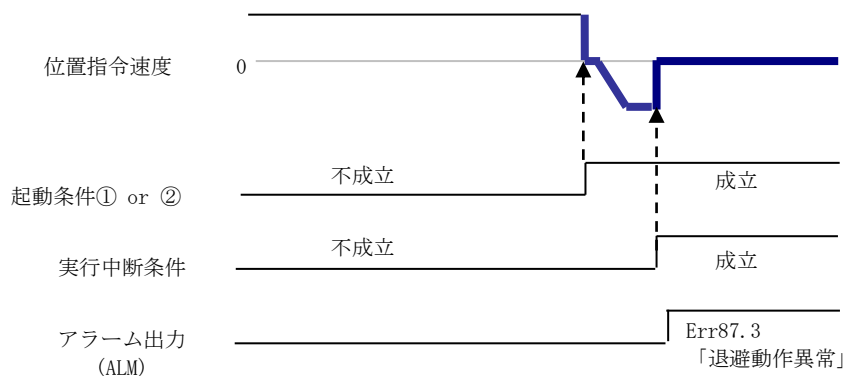 位置指令速度 0
起動条件① or ② 不成立 成立
実行中断条件 不成立 成立
アラーム出力
(ALM)
Err87.3
「退避動作異常」